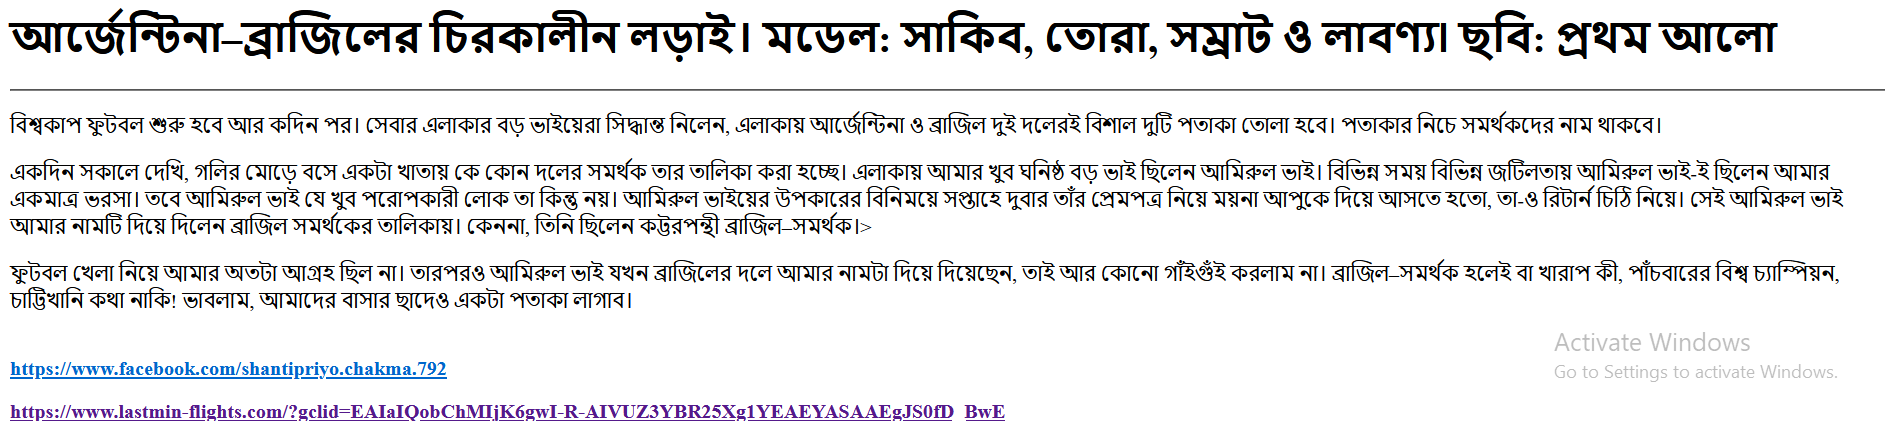 আর্জেন্টিনা–ব্রাজিলের চিরকালীন লড়াই। মডেল: সাকিব, তোরা, সম্রাট ও লাবণ্য। ছবি: প্রথম আলো
বিশ্বকাপ ফুটবল শুরু হবে আর কদিন পর। সেবার এলাকার বড় ভাইয়েরা সিদ্ধান্ত নিলেন, এলাকায় আর্জেন্টিনা ও ব্রাজিল দুই দলেরই বিশাল দুটি পতাকা তোলা হবে। পতাকার নিচে সমর্থকদের নাম থাকবে।
একদিন সকালে দেখি, গলির মোড়ে বসে একটা খাতায় কে কোন দলের সমর্থক তার তালিকা করা হচ্ছে। এলাকায় আমার খুব ঘনিষ্ঠ বড় ভাই ছিলেন আমিরুল ভাই। বিভিন্ন সময় বিভিন্ন জটিলতায় আমিরুল ভাই-ই ছিলেন আমার
একমাত্র ভরসা। তবে আমিরুল ভাই যে খুব পরোপকারী লোক তা কিন্তু নয়। আমিরুল ভাইয়ের উপকারের বিনিময়ে সপ্তাহে দুবার তাঁর প্রেমপত্র নিয়ে ময়না আপুকে দিয়ে আসতে হতো, তা-ও রিটার্ন চিঠি নিয়ে। সেই আমিরুল ভাই
আমার নামটি দিয়ে দিলেন ব্রাজিল সমর্থকের তালিকায়। কেননা, তিনি ছিলেন কট্টরপন্থী ব্রাজিল–সমর্থক।>
ফুটবল খেলা নিয়ে আমার অতটা আগ্রহ ছিল না। তারপরও আমিরুল ভাই যখন ব্রাজিলের দলে আমার নামটা দিয়ে দিয়েছেন, তাই আর কোনো গাঁইগুঁই করলাম না। ব্রাজিল–সমর্থক হলেই বা খারাপ কী, পাঁচবারের বিশ্ব চ্যাম্পিয়ন,
চাট্টিখানি কথা নাকি! ভাবলাম, আমাদের বাসার ছাদেও একটা পতাকা লাগাব।
Activate Windows
Go to Settings to activate Windows.
https://www.facebook.com/shantipriyo.chakma.792
https://www.lastmin-flights.com/?gclid=EAIaIQobChMIjK6gwI-R-AIVUZ3YBR25Xg1YEAEYASAAEgJS0fD_BwE